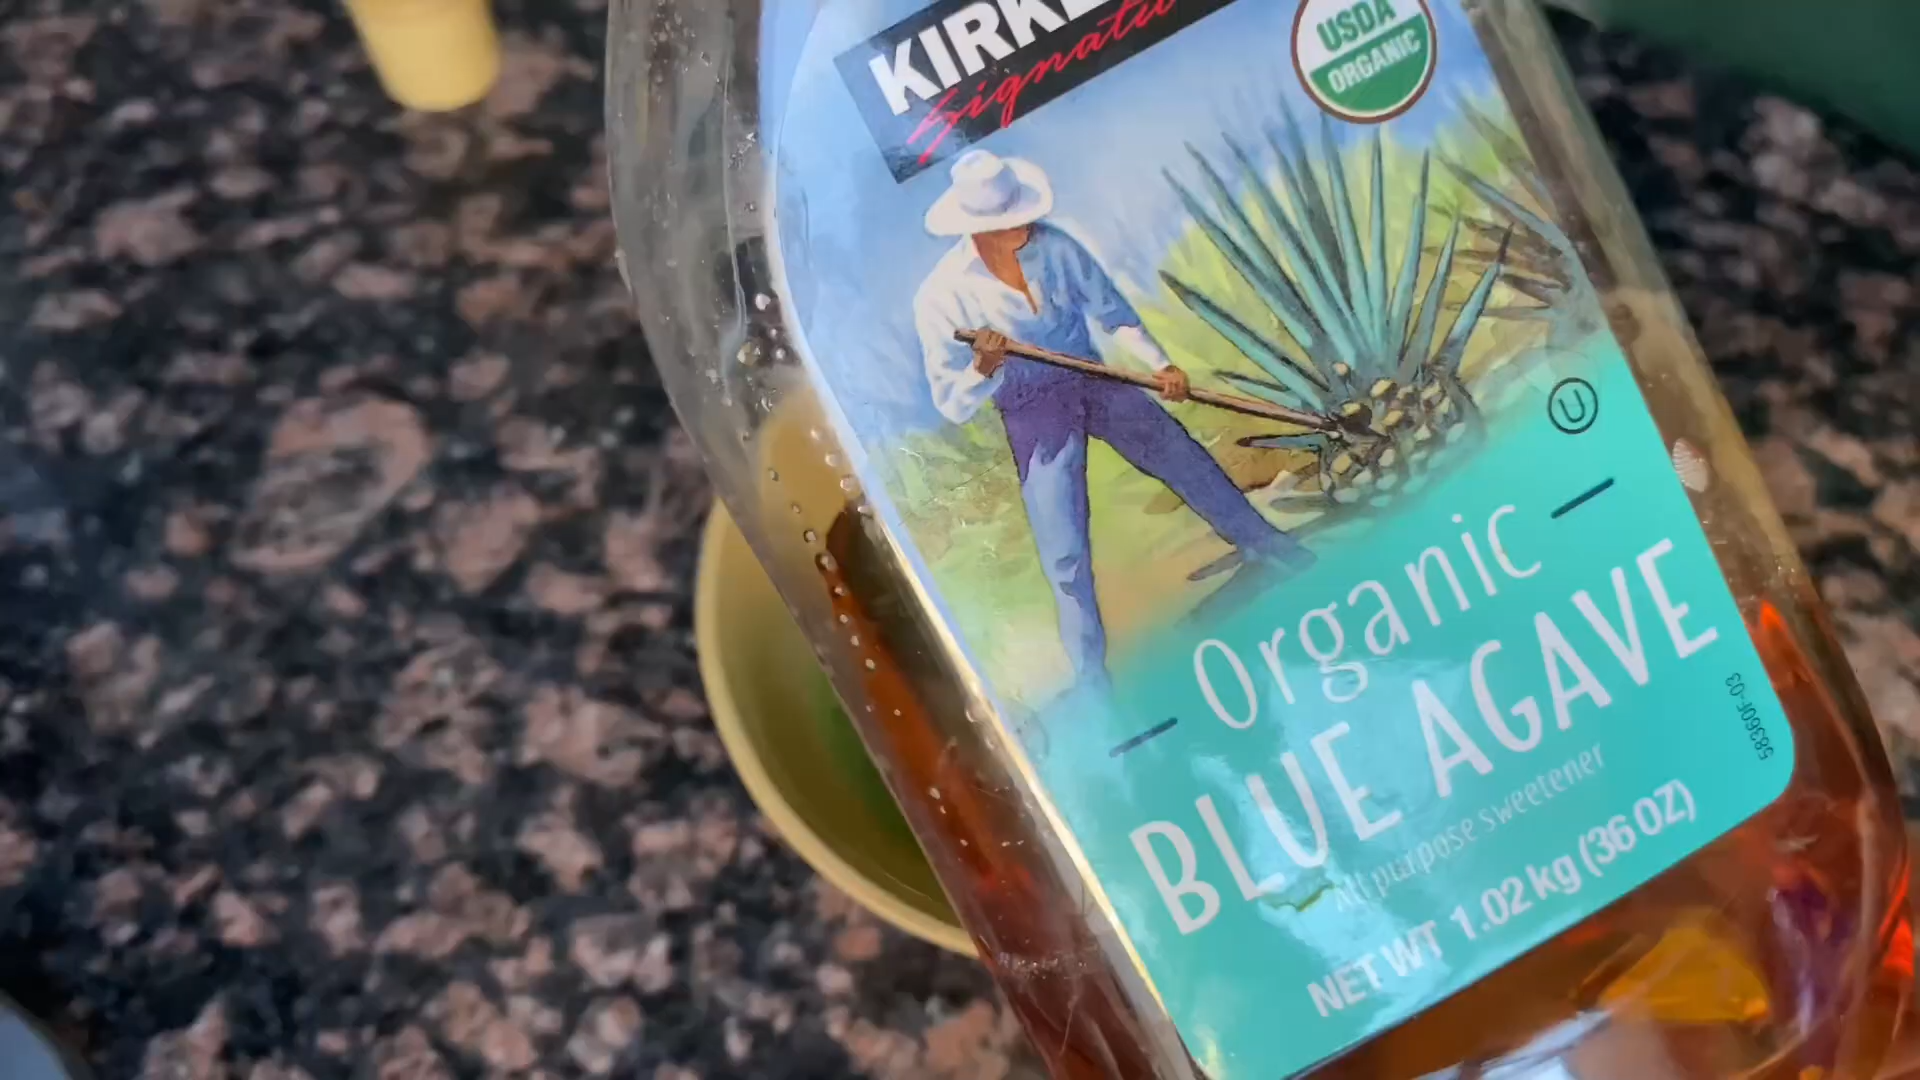 KIRKL
Signatu
USDA
ORGANIC
U
Organic
BLUE AGAVE
all purpose sweetener
NET WT 1.02 kg (36 OZ)
58360F-03